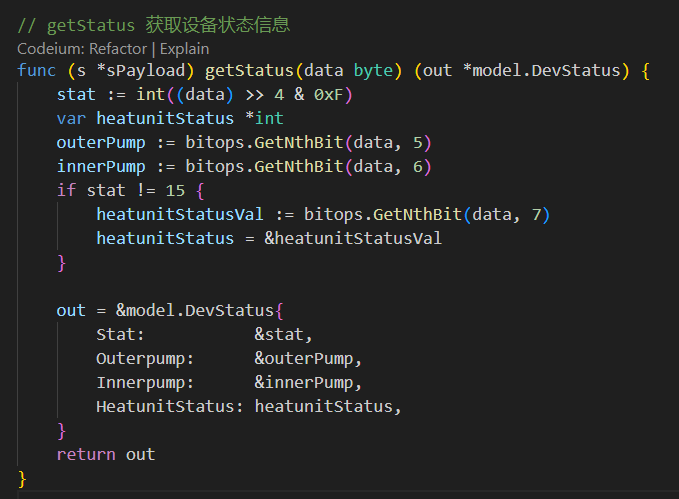 // getStatus 获取设备状态信息
Codeium: Refactor | Explain
func (s *sPayload) getStatus(data byte) (out *model.DevStatus) {
    stat := int((data) >> 4 & 0xF)
    var heatunitStatus *int
    outerPump := bitops.GetNthBit(data, 5)
    innerPump := bitops.GetNthBit(data, 6)
    if stat != 15 {
        heatunitStatusVal := bitops.GetNthBit(data, 7)
        heatunitStatus = &heatunitStatusVal
    }

    out = &model.DevStatus{
        Stat:           &stat,
        Outerpump:      &outerPump,
        Innerpump:      &innerPump,
        HeatunitStatus: heatunitStatus,
    }
    return out
}